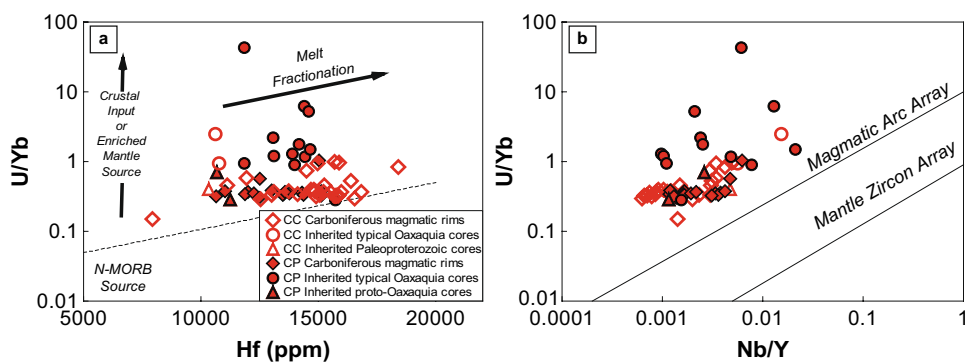 a
100
10
1
0.1
0.01
U/Yb
Crustal
Input
or
Enriched
Mantle
Source
Melt
Fractionation
N-MORB
Source
CC Carboniferous magmatic rims
CC Inherited typical Oaxaquia cores
CC Inherited Paleoproterozoic cores
CP Carboniferous magmatic rims
CP Inherited typical Oaxaquia cores
CP Inherited proto-Oaxaquia cores
5000 10000 15000 20000
Hf (ppm)
b
100
10
1
0.1
0.01
U/Yb
Magmatic Arc Array
Mantle Zircon Array
0.0001 0.001 0.01 0.1 1
Nb/Y